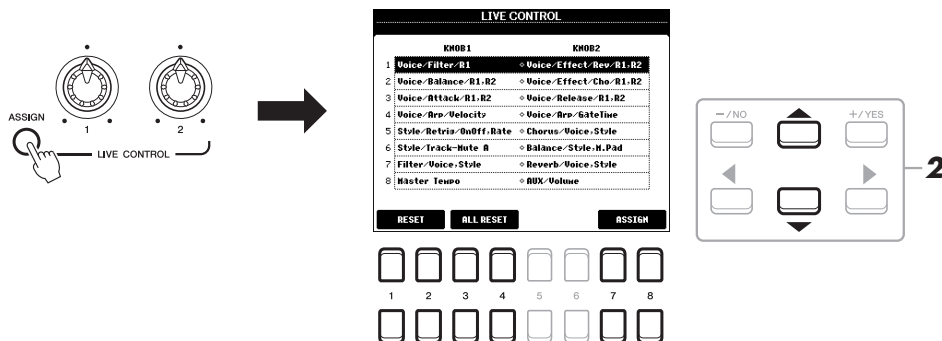 ASSIGN
1
2
LIVE CONTROL
LIVE CONTROL
KNOB1 KNOB2
1 Voice/Filter/R1 Voice/Effect/Rev/R1,R2
2 Voice/Balance/R1,R2 Voice/Effect/Cho/R1,R2
3 Voice/Attack/R1,R2 Voice/Release/R1,R2
4 Voice/Arp/Velocity Voice/Arp/GateTime
5 Style/Retrig/OnOff,Rate Chorus/Voice,Style
6 Style/Track-Mute A Balance/Style,M.Pad
7 Filter/Voice,Style Reverb/Voice,Style
8 Master Tempo AUX/Volume
RESET ALL RESET ASSIGN
1 2 3 4 5 6 7 8
–/NO +/YES
2